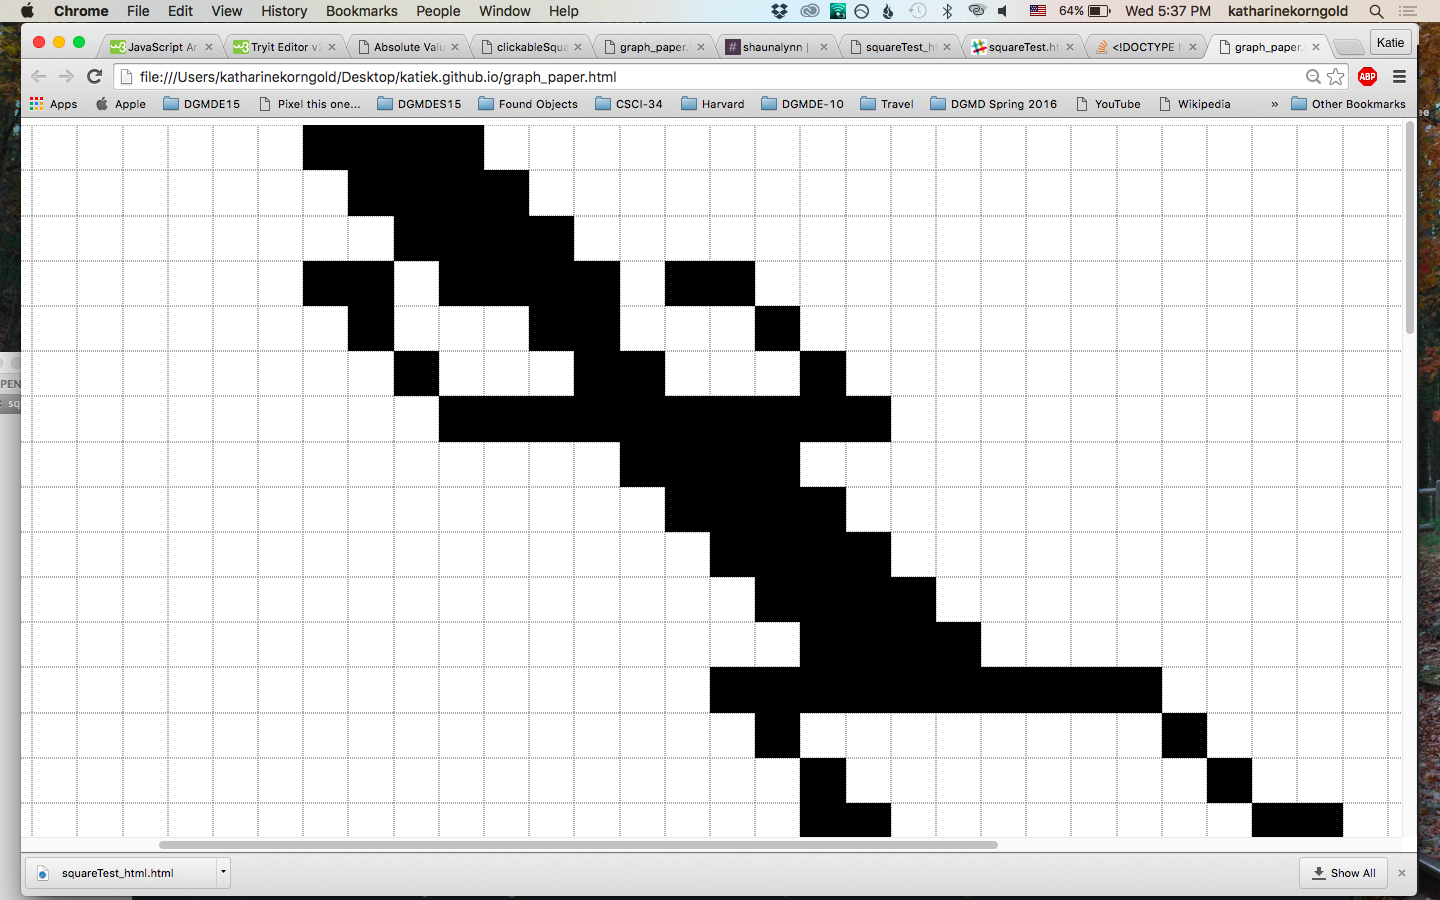 Chrome File Edit View History Bookmarks People Window Help 64% Wed 5:37 PM katharinekorngold
JavaScript Ar Tryit Editor v2 Absolute Valu clickableSqua graph_paper. shaunalynn | squareTest_h squareTest.ht <!DOCTYPE h graph_paper. Katie
file:///Users/katharinekorngold/Desktop/katiek.github.io/graph_paper.html ABP
Apps Apple DGMDE15 Pixel this one... DGMDES15 Found Objects CSCI-34 Harvard DGMDE-10 Travel DGMD Spring 2016 YouTube Wikipedia » Other Bookmarks
ee
PEN
sq
squareTest_html.html Show All